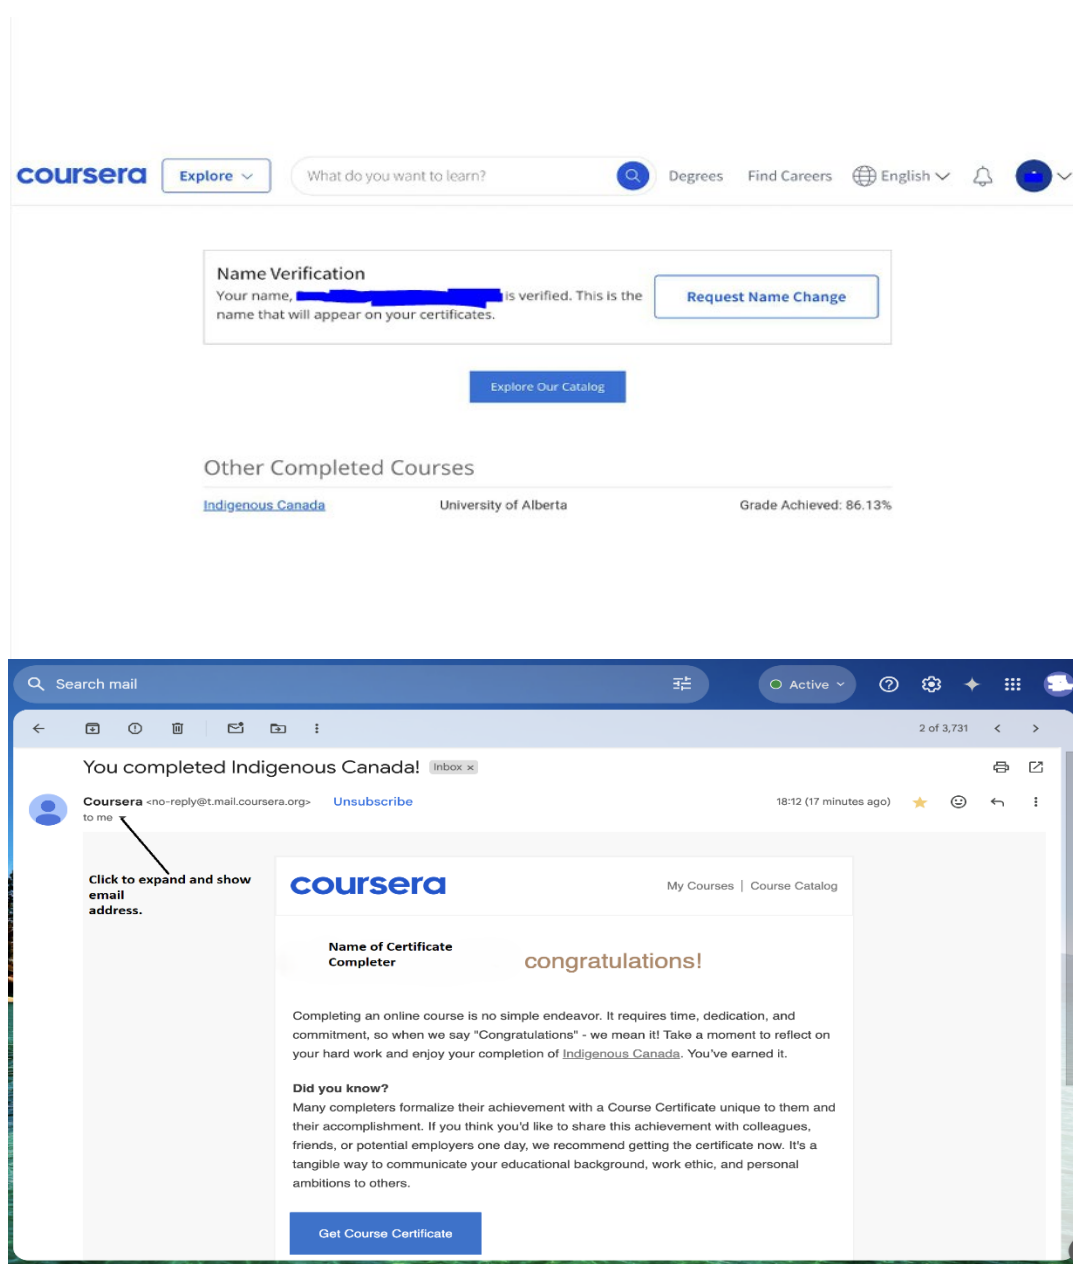 coursera
Explore
What do you want to learn?
Degrees
Find Careers
English
Name Verification
Your name, is verified. This is the
name that will appear on your certificates.
Request Name Change
Explore Our Catalog
Other Completed Courses
Indigenous Canada University of Alberta Grade Achieved: 86.13%
Search mail
Active
2 of 3,731
You completed Indigenous Canada! Inbox x
Coursera <no-reply@t.mail.coursera.org> Unsubscribe 18:12 (17 minutes ago)
to me
Click to expand and show
email
address.
coursera
My Courses | Course Catalog
Name of Certificate
Completer
congratulations!
Completing an online course is no simple endeavor. It requires time, dedication, and
commitment, so when we say "Congratulations" - we mean it! Take a moment to reflect on
your hard work and enjoy your completion of Indigenous Canada. You've earned it.
Did you know?
Many completers formalize their achievement with a Course Certificate unique to them and
their accomplishment. If you think you'd like to share this achievement with colleagues,
friends, or potential employers one day, we recommend getting the certificate now. It's a
tangible way to communicate your educational background, work ethic, and personal
ambitions to others.
Get Course Certificate